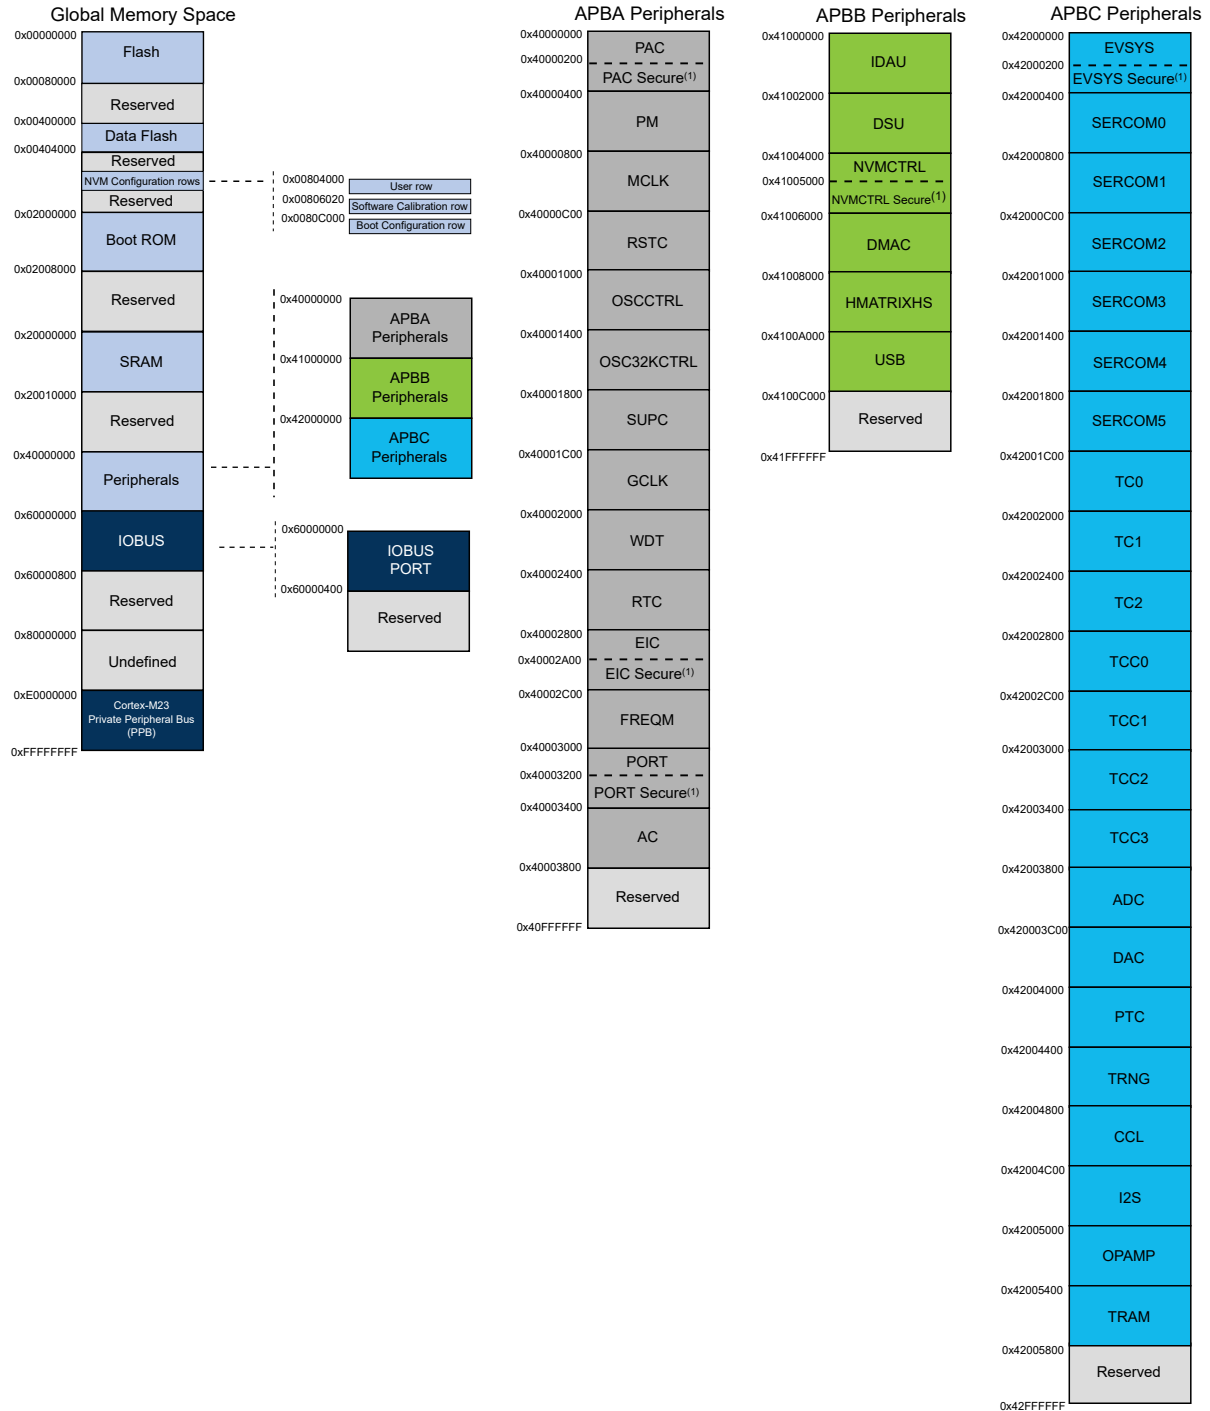 Global Memory Space
0x00000000
Flash
0x00080000
Reserved
0x00400000
Data Flash
0x00404000
Reserved
NVM Configuration rows
Reserved
0x02000000
Boot ROM
0x02008000
Reserved
0x20000000
SRAM
0x20010000
Reserved
0x40000000
Peripherals
0x60000000
IOBUS
0x60000800
Reserved
0x80000000
Undefined
0xE0000000
Cortex-M23
Private Peripheral Bus
(PPB)
0xFFFFFFFF
0x00804000
User row
0x00806020
Software Calibration row
0x0080C000
Boot Configuration row
0x40000000
APBA
Peripherals
0x41000000
APBB
Peripherals
0x42000000
APBC
Peripherals
0x60000000
IOBUS
PORT
0x60000400
Reserved
APBA Peripherals
0x40000000
PAC
0x40000200
PAC Secure(1)
0x40000400
PM
0x40000800
MCLK
0x40000C00
RSTC
0x40001000
OSCCTRL
0x40001400
OSC32KCTRL
0x40001800
SUPC
0x40001C00
GCLK
0x40002000
WDT
0x40002400
RTC
0x40002800
EIC
0x40002A00
EIC Secure(1)
0x40002C00
FREQM
0x40003000
PORT
0x40003200
PORT Secure(1)
0x40003400
AC
0x40003800
Reserved
0x40FFFFFF
APBB Peripherals
0x41000000
IDAU
0x41002000
DSU
0x41004000
NVMCTRL
0x41005000
NVMCTRL Secure(1)
0x41006000
DMAC
0x41008000
HMATRIXHS
0x4100A000
USB
0x4100C000
Reserved
0x41FFFFFF
APBC Peripherals
0x42000000
EVSYS
0x42000200
EVSYS Secure(1)
0x42000400
SERCOM0
0x42000800
SERCOM1
0x42000C00
SERCOM2
0x42001000
SERCOM3
0x42001400
SERCOM4
0x42001800
SERCOM5
0x42001C00
TC0
0x42002000
TC1
0x42002400
TC2
0x42002800
TCC0
0x42002C00
TCC1
0x42003000
TCC2
0x42003400
TCC3
0x42003800
ADC
0x420003C00
DAC
0x42004000
PTC
0x42004400
TRNG
0x42004800
CCL
0x42004C00
I2S
0x42005000
OPAMP
0x42005400
TRAM
0x42005800
Reserved
0x42FFFFFF